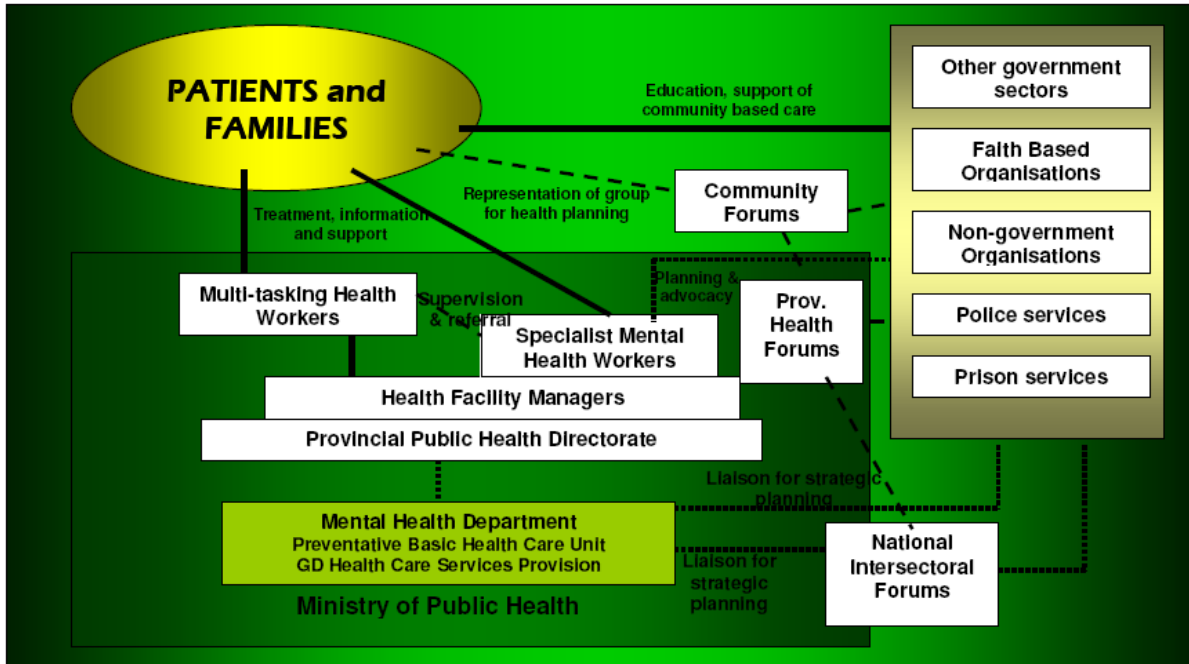 PATIENTS and
FAMILIES
Education, support of
community based care
Other government
sectors
Faith Based
Organisations
Non-government
Organisations
Police services
Prison services
Representation of group
for health planning
Community
Forums
Treatment, information
and support
Multi-tasking Health
Workers
Supervision
& referral
Specialist Mental
Health Workers
Planning &
advocacy
Prov.
Health
Forums
Health Facility Managers
Provincial Public Health Directorate
Liaison for strategic
planning
Mental Health Department
Preventative Basic Health Care Unit
GD Health Care Services Provision
Liaison for
strategic
planning
National
Intersectoral
Forums
Ministry of Public Health